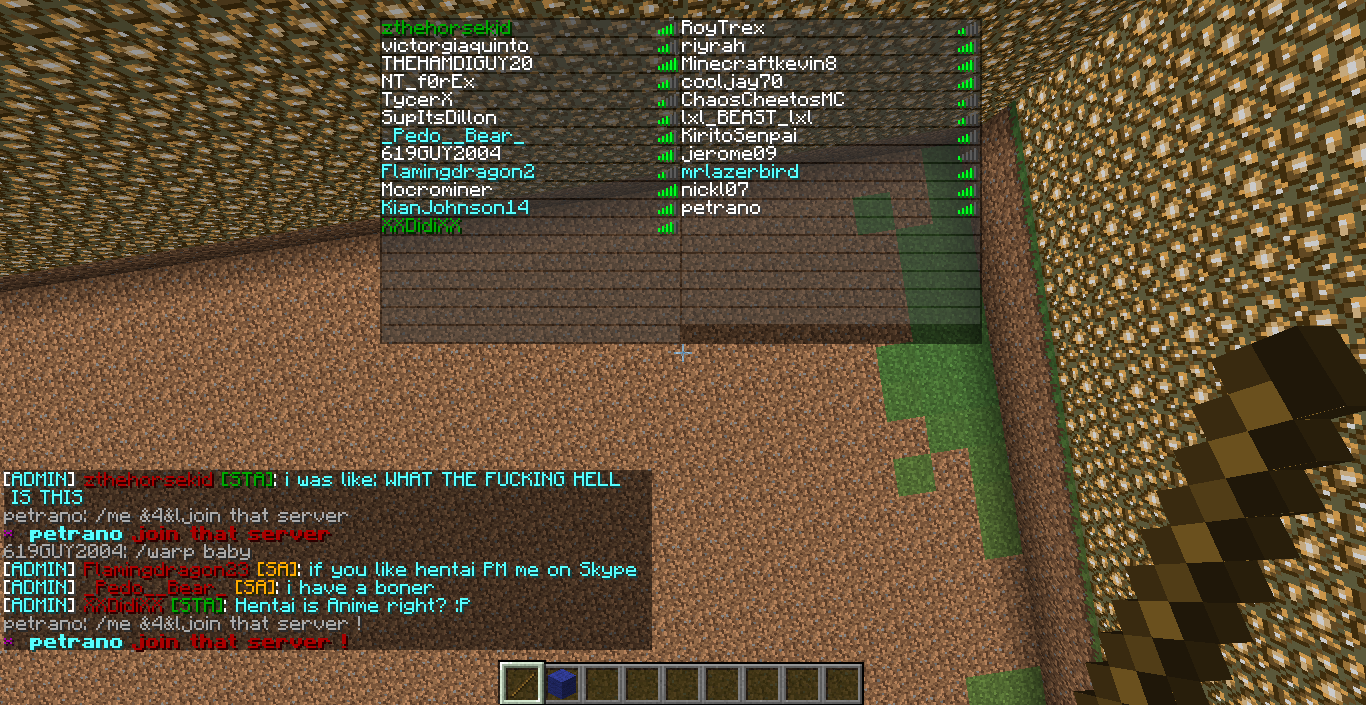 zthehorsekid
victorgiaquinto
THEHAMDIGUY20
NT_f0rEx
TycerX
SupItsDillon
_Pedo__Bear_
619GUY2004
Flamingdragon2
Mocrominer
KianJohnson14
XXDidiXX
RoyTrex
riyrah
Minecraftkevin8
cooljay70
ChaosCheetosMC
lxl_BEAST_lxl
KiritoSenpai
jerome09
mrlazerbird
nickl07
petrano
[ADMIN] zthehorsekid [STA]: i was like: WHAT THE FUCKING HELL
IS THIS
petrano: /me &4&ljoin that server
* petrano join that server
619GUY2004: /warp baby
[ADMIN] Flamingdragon23 [SA]: if you like hentai PM me on Skype
[ADMIN] _Pedo__Bear_ [SA]: i have a boner
[ADMIN] XXDidiXX [STA]: Hentai is Anime right? :P
petrano: /me &4&ljoin that server !
* petrano join that server !